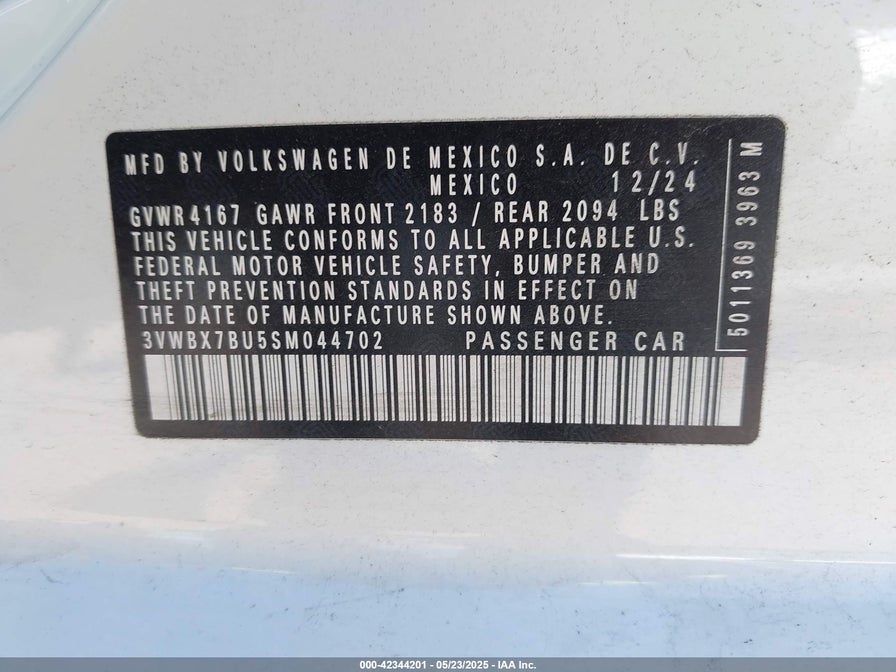 MFD BY VOLKSWAGEN DE MEXICO S.A. DE C.V.
MEXICO 12/24
GVWR 4167 GAWR FRONT 2183 / REAR 2094 LBS
THIS VEHICLE CONFORMS TO ALL APPLICABLE U.S.
FEDERAL MOTOR VEHICLE SAFETY, BUMPER AND
THEFT PREVENTION STANDARDS IN EFFECT ON
THE DATE OF MANUFACTURE SHOWN ABOVE.
3VWBX7BU5SM044702 PASSENGER CAR
5011369 3963 M
000-42344201 - 05/23/2025 - IAA Inc.